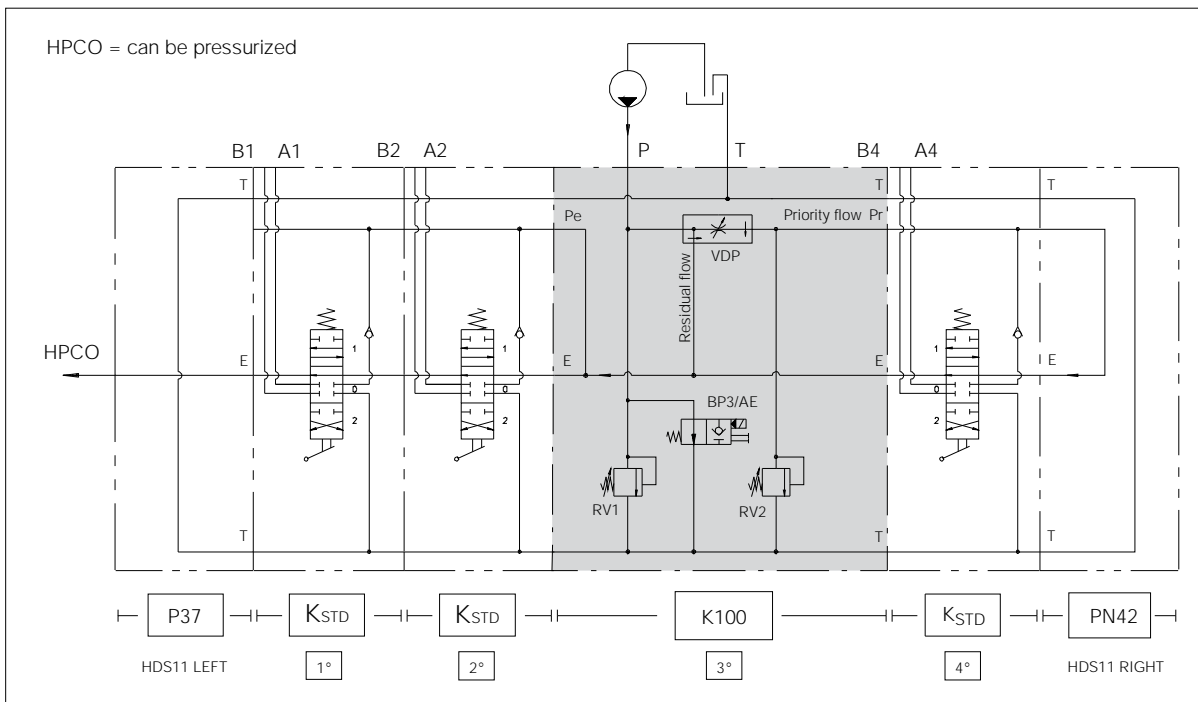 HPCO = can be pressurized
B1 A1 B2 A2 P T B4 A4
T T T
Pe Priority flow Pr
VDP
Residual flow
1 1 1
HPCO E E E E
0 0 0
BP3/AE
2 2 2
RV1 RV2
T T T
P37 KSTD KSTD K100 KSTD PN42
HDS11 LEFT 1° 2° 3° 4° HDS11 RIGHT